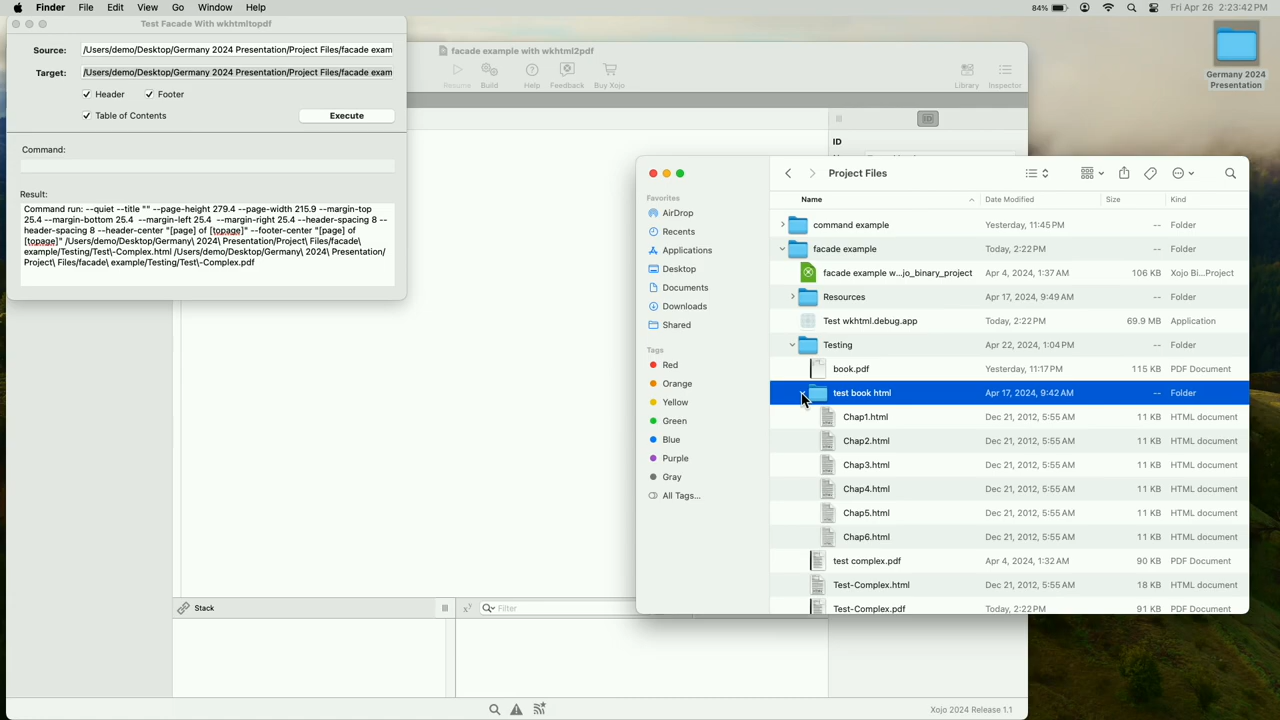 Finder File Edit View Go Window Help
84% Fri Apr 26 2:23:42 PM
Test Facade With wkhtmltopdf
Source: /Users/demo/Desktop/Germany 2024 Presentation/Project Files/facade exam
Target: /Users/demo/Desktop/Germany 2024 Presentation/Project Files/facade exam
Header Footer
Table of Contents Execute
Command:
Result:
Command run: --quiet --title "" --page-height 279.4 --page-width 215.9 --margin-top
25.4 --margin-bottom 25.4 --margin-left 25.4 --margin-right 25.4 --header-spacing 8 --
header-spacing 8 --header-center "[page] of [topage]" --footer-center "[page] of
[topage]" /Users/demo/Desktop/Germany\ 2024\ Presentation/Project\ Files/facade\
example/Testing/Test\-Complex.html /Users/demo/Desktop/Germany\ 2024\ Presentation/
Project\ Files/facade\ example/Testing/Test\-Complex.pdf
facade example with wkhtml2pdf
Resume Build Help Feedback Buy Xojo Library Inspector
ID
ID
Germany 2024
Presentation
Project Files
Favorites
AirDrop
Recents
Applications
Desktop
Documents
Downloads
Shared
Tags
Red
Orange
Yellow
Green
Blue
Purple
Gray
All Tags...
Name Date Modified Size Kind
command example Yesterday, 11:45 PM -- Folder
facade example Today, 2:22 PM -- Folder
facade example w...jo_binary_project Apr 4, 2024, 1:37 AM 106 KB Xojo Bi...Project
Resources Apr 17, 2024, 9:49 AM -- Folder
Test wkhtml.debug.app Today, 2:22 PM 69.9 MB Application
Testing Apr 22, 2024, 1:04 PM -- Folder
book.pdf Yesterday, 11:17 PM 115 KB PDF Document
test book html Apr 17, 2024, 9:42 AM -- Folder
Chap1.html Dec 21, 2012, 5:55 AM 11 KB HTML document
Chap2.html Dec 21, 2012, 5:55 AM 11 KB HTML document
Chap3.html Dec 21, 2012, 5:55 AM 11 KB HTML document
Chap4.html Dec 21, 2012, 5:55 AM 11 KB HTML document
Chap5.html Dec 21, 2012, 5:55 AM 11 KB HTML document
Chap6.html Dec 21, 2012, 5:55 AM 11 KB HTML document
test complex.pdf Apr 4, 2024, 1:32 AM 90 KB PDF Document
Test-Complex.html Dec 21, 2012, 5:55 AM 18 KB HTML document
Test-Complex.pdf Today, 2:22 PM 91 KB PDF Document
Stack
Filter
Xojo 2024 Release 1.1